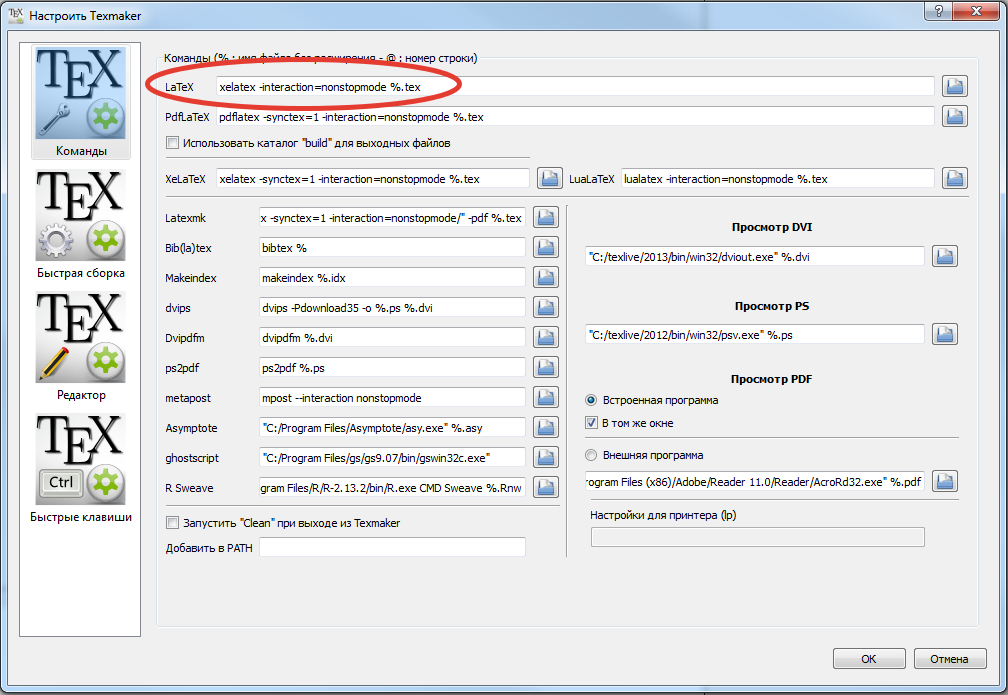 Настроить Texmaker
TEX
Команды
TEX
Быстрая сборка
TEX
Редактор
TEX
Ctrl
Быстрые клавиши
Команды (% : имя файла без расширения - @ : номер строки)
LaTeX xelatex -interaction=nonstopmode %.tex
PdfLaTeX pdflatex -synctex=1 -interaction=nonstopmode %.tex
Использовать каталог "build" для выходных файлов
XeLaTeX xelatex -synctex=1 -interaction=nonstopmode %.tex LuaLaTeX lualatex -interaction=nonstopmode %.tex
Latexmk x -synctex=1 -interaction=nonstopmode/" -pdf %.tex
Bib(la)tex bibtex %
Makeindex makeindex %.idx
dvips dvips -Pdownload35 -o %.ps %.dvi
Dvipdfm dvipdfm %.dvi
ps2pdf ps2pdf %.ps
metapost mpost --interaction nonstopmode
Asymptote "C:/Program Files/Asymptote/asy.exe" %.asy
ghostscript "C:/Program Files/gs/gs9.07/bin/gswin32c.exe"
R Sweave gram Files/R/R-2.13.2/bin/R.exe CMD Sweave %.Rnw
Запустить "Clean" при выходе из Texmaker
Добавить в PATH
Просмотр DVI
"C:/texlive/2013/bin/win32/dviout.exe" %.dvi
Просмотр PS
"C:/texlive/2012/bin/win32/psv.exe" %.ps
Просмотр PDF
Встроенная программа
В том же окне
Внешняя программа
rogram Files (x86)/Adobe/Reader 11.0/Reader/AcroRd32.exe" %.pdf
Настройки для принтера (lp)
OK Отмена